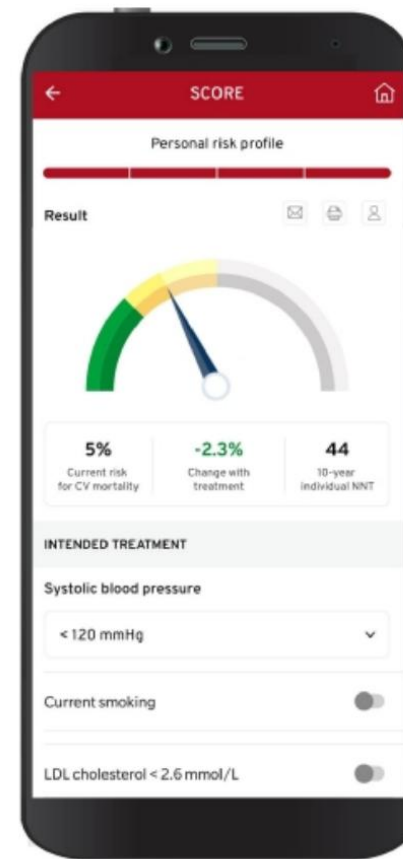 SCORE
Personal risk profile
Result
5%
Current risk
for CV mortality
-2.3%
Change with
treatment
44
10-year
individual NNT
INTENDED TREATMENT
Systolic blood pressure
< 120 mmHg
Current smoking
LDL cholesterol < 2.6 mmol/L